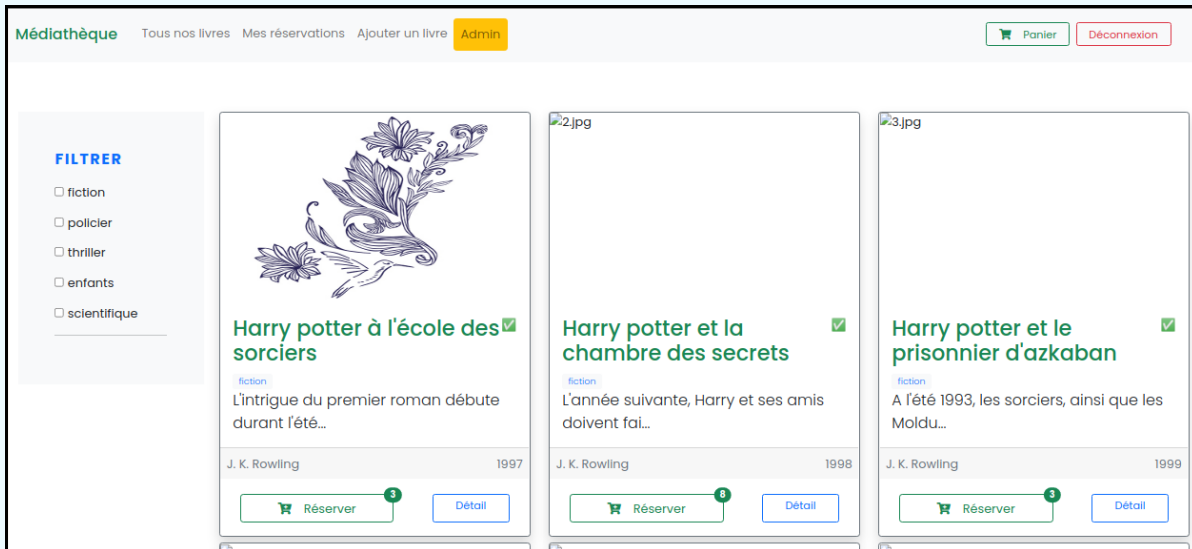 Médiathèque Tous nos livres Mes réservations Ajouter un livre Admin Panier Déconnexion
FILTRER
fiction
policier
thriller
enfants
scientifique
Harry potter à l'école des
sorciers
fiction
L'intrigue du premier roman débute
durant l'été...
J. K. Rowling 1997
3
Réserver Détail
2.jpg
Harry potter et la
chambre des secrets
fiction
L'année suivante, Harry et ses amis
doivent fai...
J. K. Rowling 1998
8
Réserver Détail
3.jpg
Harry potter et le
prisonnier d'azkaban
fiction
A l'été 1993, les sorciers, ainsi que les
Moldu...
J. K. Rowling 1999
3
Réserver Détail